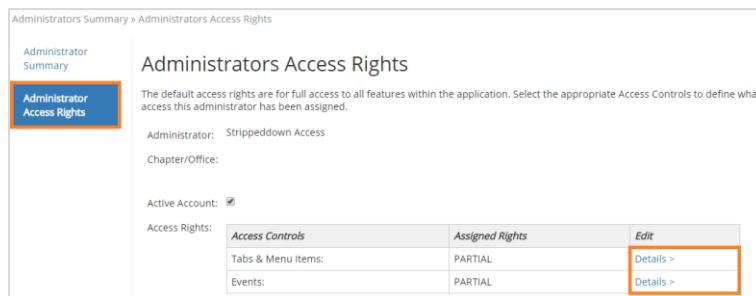 Administrators Summary » Administrators Access Rights
Administrator
Summary
Administrator
Access Rights
Administrators Access Rights
The default access rights are for full access to all features within the application. Select the appropriate Access Controls to define
access this administrator has been assigned.
Administrator: Strippeddown Access
Chapter/Office:
Active Account:
Access Rights:
Access Controls Assigned Rights Edit
Tabs & Menu Items: PARTIAL Details >
Events: PARTIAL Details >